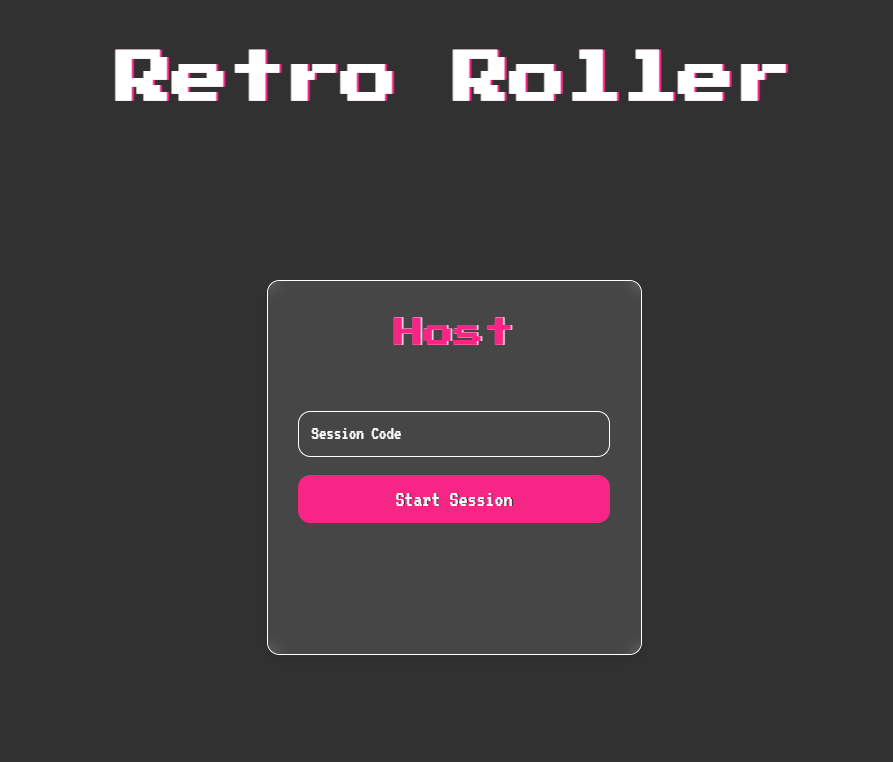 Retro Roller
Host
Session Code
Start Session